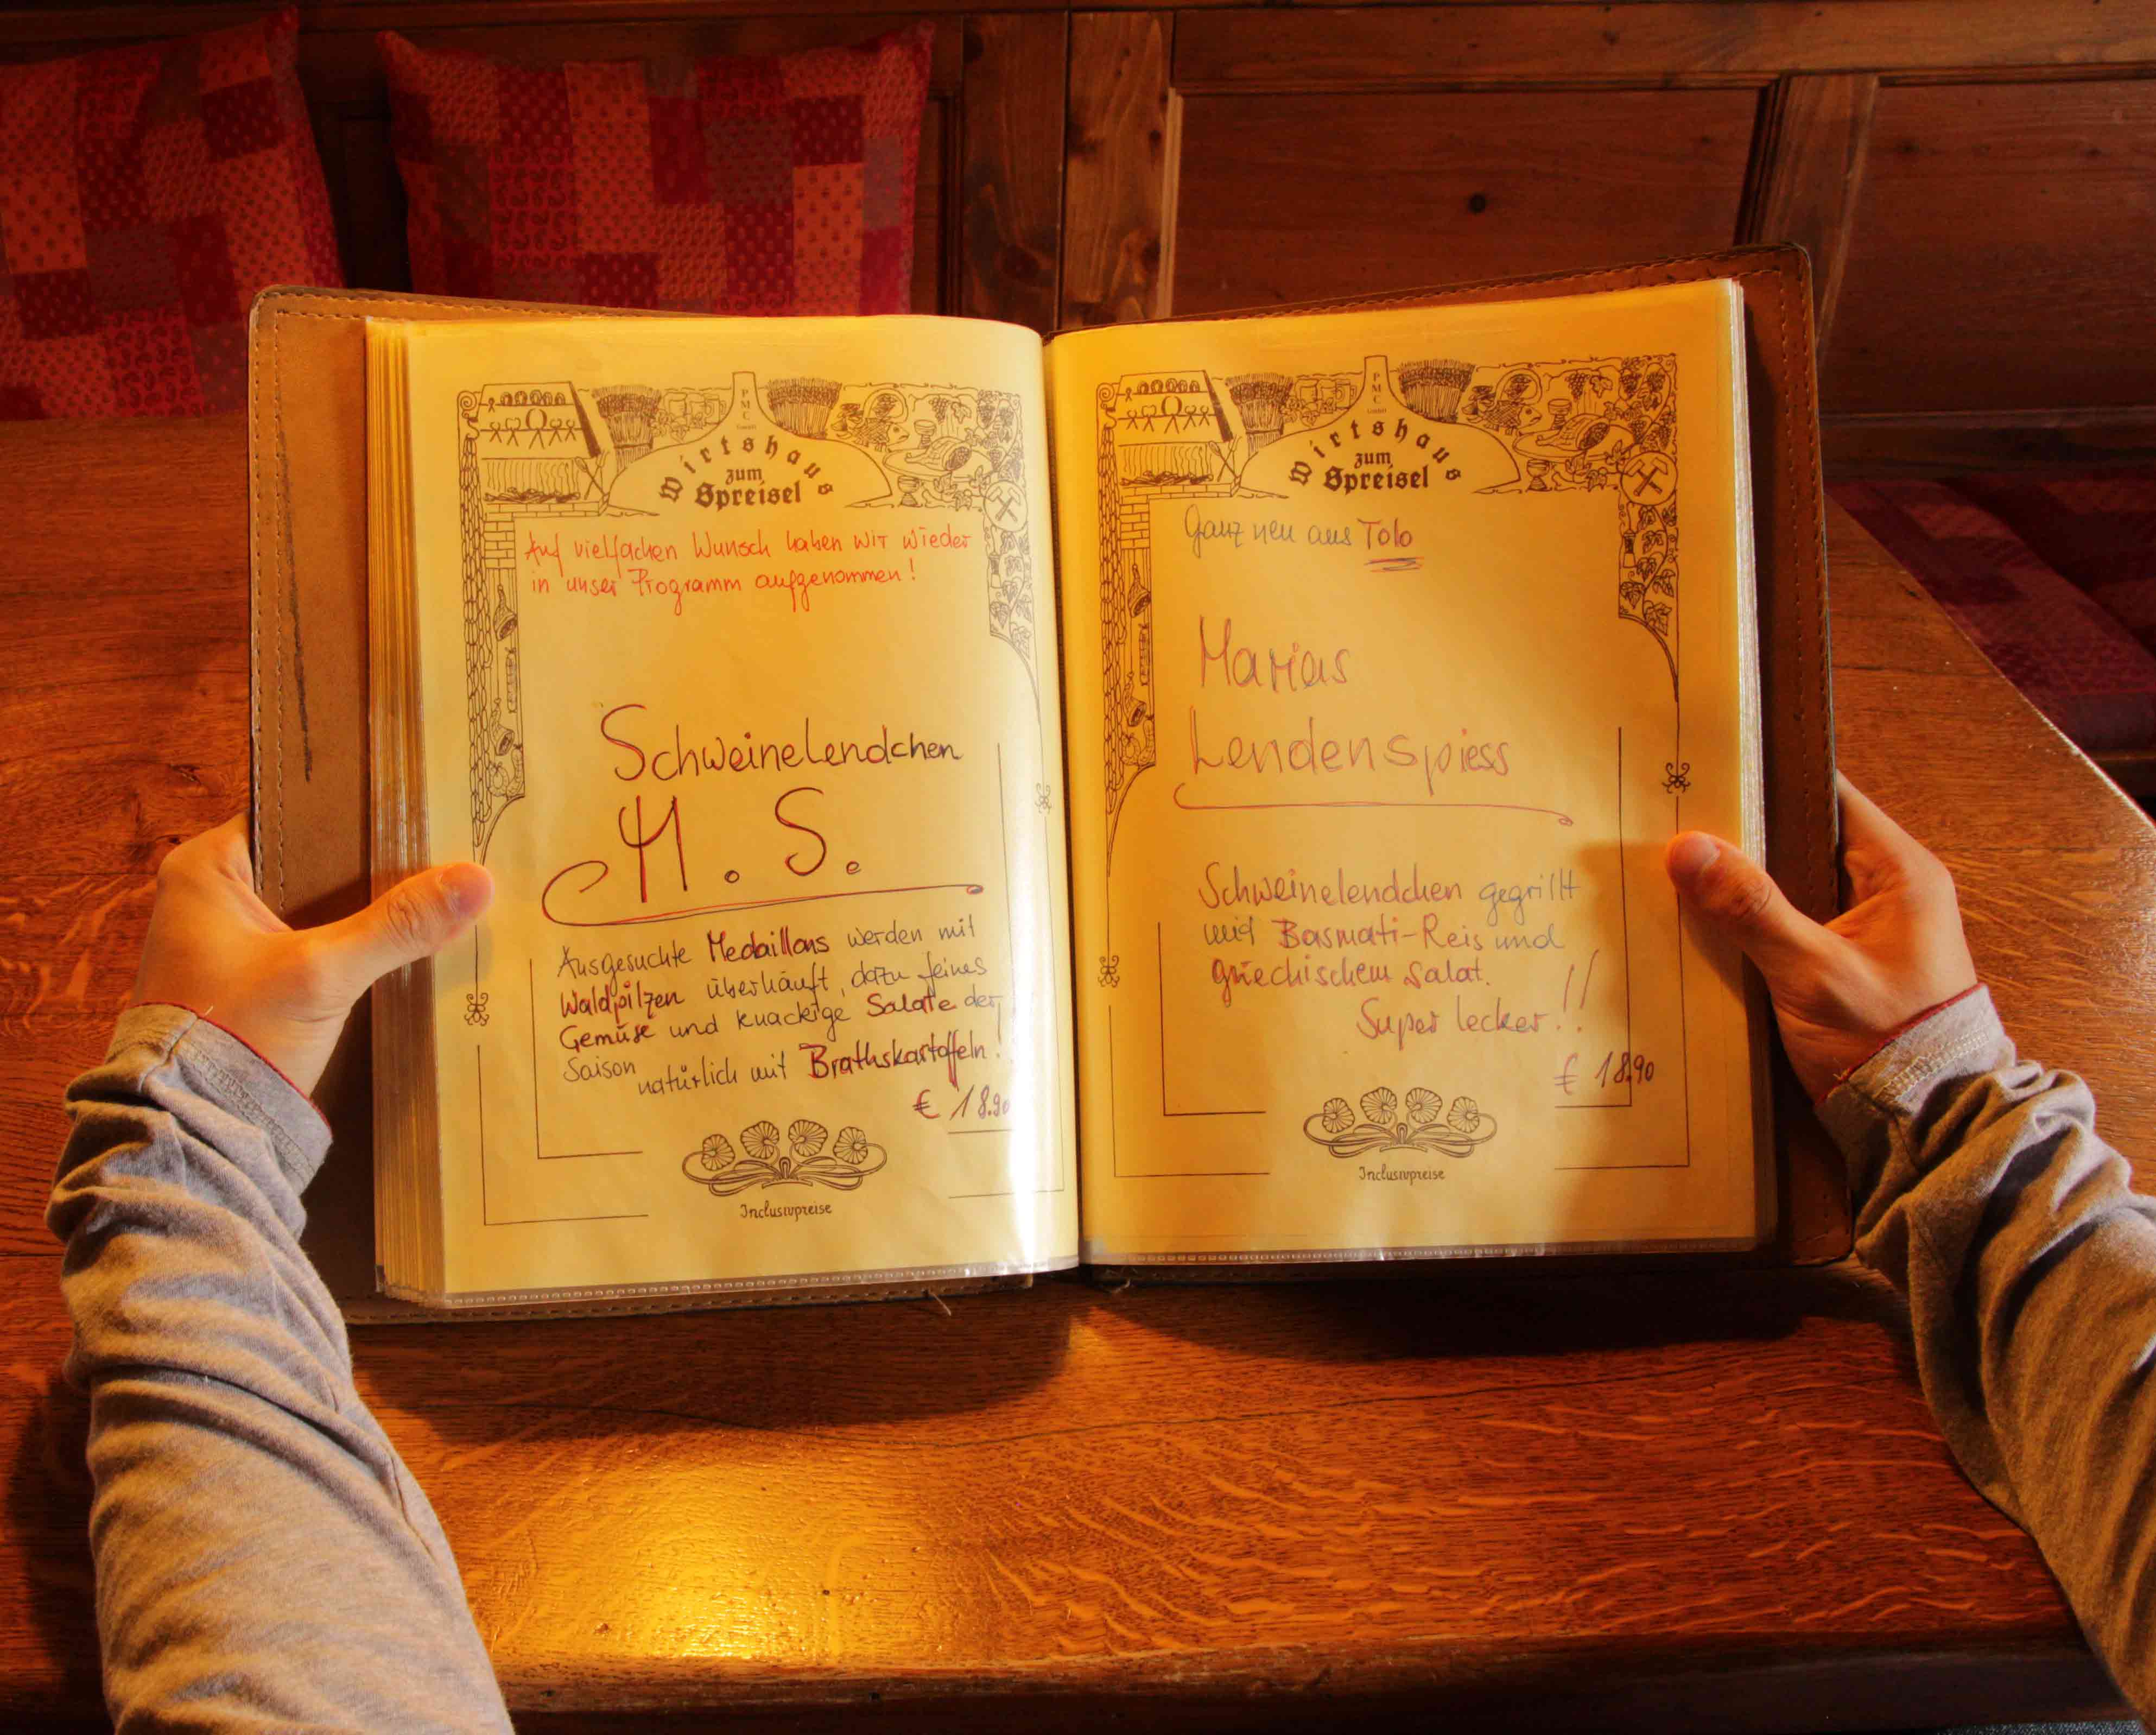 PMC
GmbH
Wirtshaus
zum
Spreisel
Auf vielfachen Wunsch haben wir wieder
in unser Programm aufgenommen!
Schweinelendchen
M. S.
Ausgesuchte Medaillons werden mit
Waldpilzen überhäuft, dazu feines
Gemüse und knackige Salate der
Saison natürlich mit Brathskartoffeln!
€ 18.90
Inclusivpreise
PMC
GmbH
Wirtshaus
zum
Spreisel
Ganz neu aus Tolo
Marias
Lendenspiess
Schweinelendchen gegrillt
mit Basmati-Reis und
griechischem Salat.
Super lecker!!
€ 18.90
Inclusivpreise